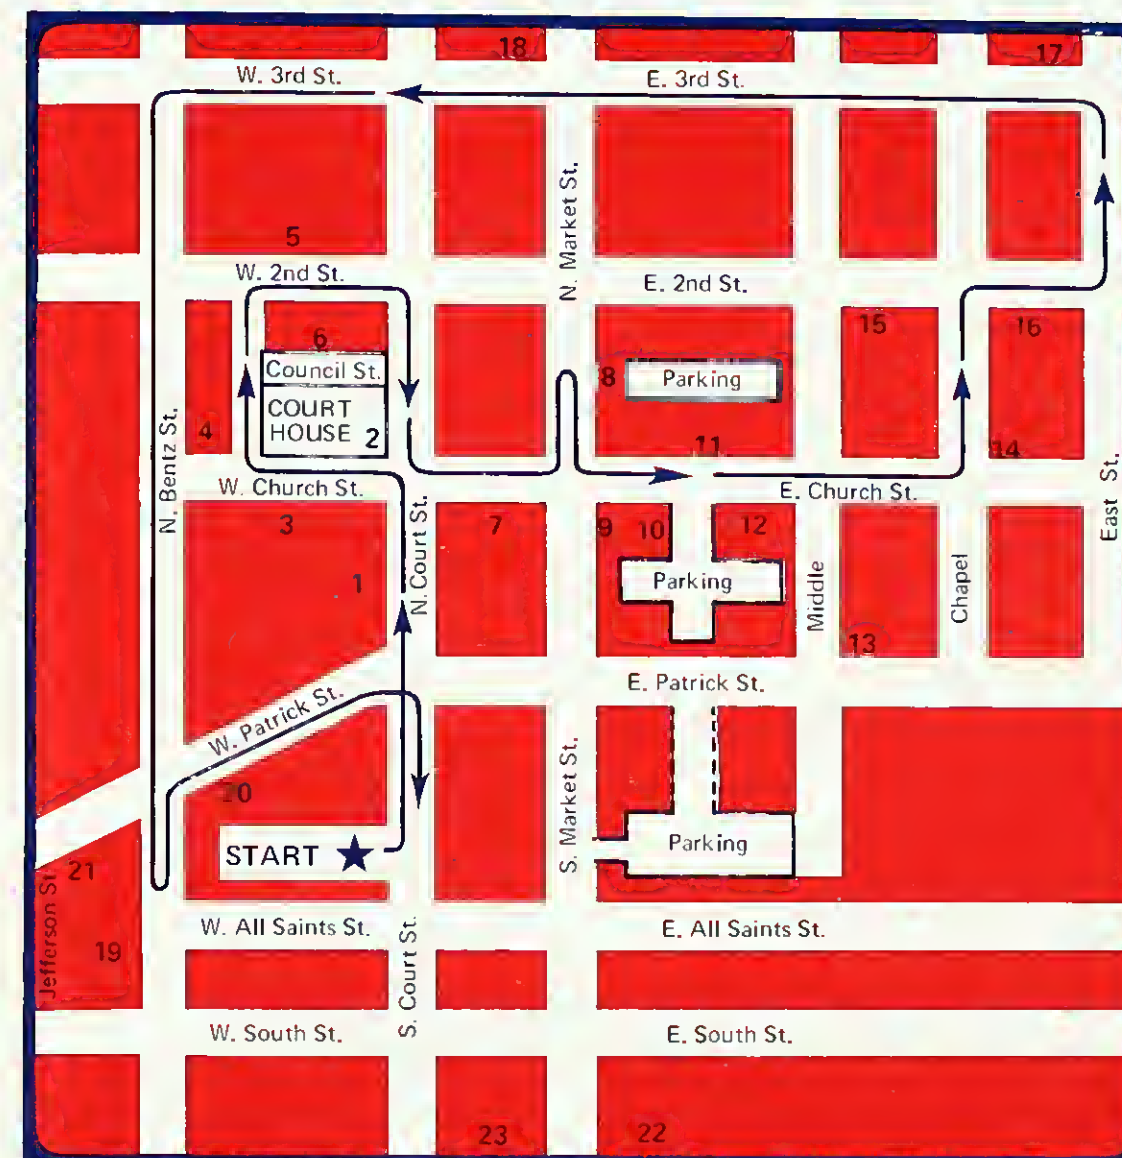 18
17
W. 3rd St.
E. 3rd St.
N. Market St.
5
W. 2nd St.
E. 2nd St.
6
15
16
Council St.
8
Parking
COURT
HOUSE 2
4
11
14
N. Bentz St.
W. Church St.
E. Church St.
East St.
3
7
9
10
12
N. Court St.
1
Parking
Middle
Chapel
13
E. Patrick St.
W. Patrick St.
20
S. Market St.
START
Parking
21
Jefferson St.
W. All Saints St.
E. All Saints St.
19
S. Court St.
W. South St.
E. South St.
23
22